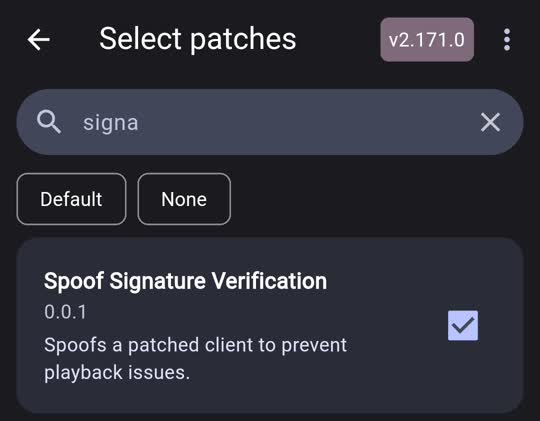 Select patches
v2.171.0
signa
Default
None
Spoof Signature Verification
0.0.1
Spoofs a patched client to prevent
playback issues.